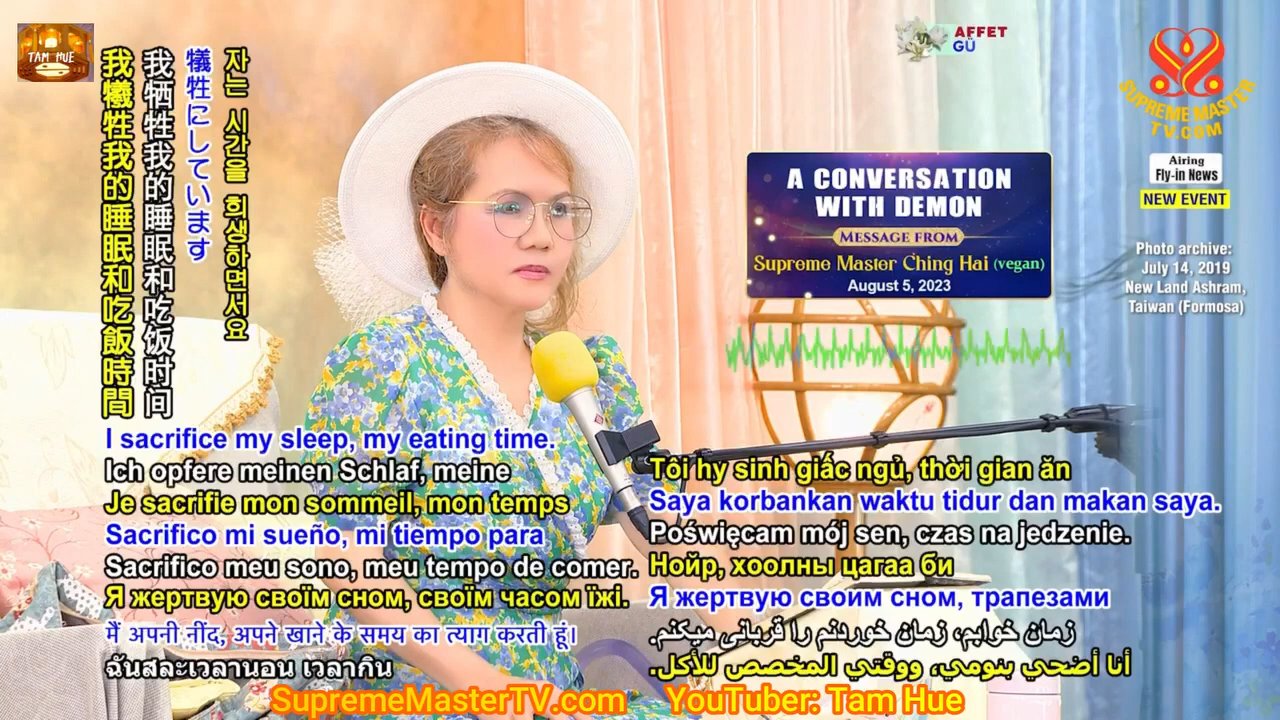 TAM HUE
AFFET
GÜ
SUPREME MASTER
TV.COM
Airing
Fly-in News
NEW EVENT
Photo archive:
July 14, 2019
New Land Ashram,
Taiwan (Formosa)
A CONVERSATION
WITH DEMON
MESSAGE FROM
Supreme Master Ching Hai (vegan)
August 5, 2023
자는 시간을 희생하면서요
犠牲にしています
我牺牲我的睡眠和吃饭时间
我犧牲我的睡眠和吃飯時間
I sacrifice my sleep, my eating time.
Ich opfere meinen Schlaf, meine
Je sacrifie mon sommeil, mon temps
Sacrifico mi sueño, mi tiempo para
Sacrifico meu sono, meu tempo de comer.
Я жертвую своїм сном, своїм часом їжі.
मैं अपनी नींद, अपने खाने के समय का त्याग करती हूं।
ฉันสละเวลานอน เวลากิน
Tôi hy sinh giấc ngủ, thời gian ăn
Saya korbankan waktu tidur dan makan saya.
Poświęcam mój sen, czas na jedzenie.
Нойр, хоолны цагаа би
Я жертвую своим сном, трапезами
زمان خوابم، زمان خوردنم را قربانی میکنم.
أنا أضحي بنومي، ووقتي المخصص للأكل.
SupremeMasterTV.com YouTuber: Tam Hue